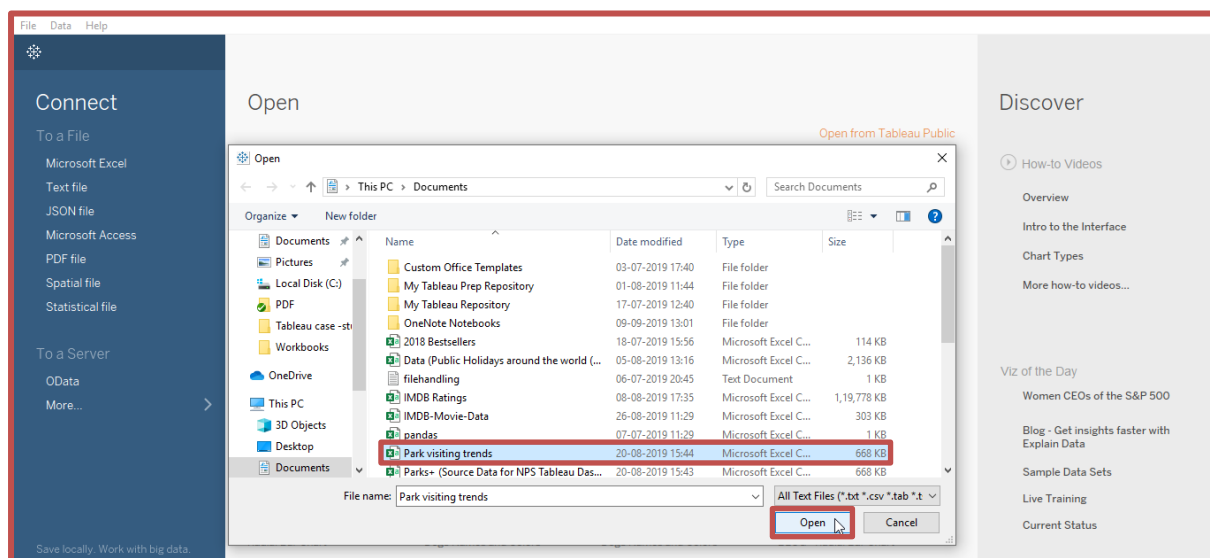 File Data Help
Connect
To a File
Microsoft Excel
Text file
JSON file
Microsoft Access
PDF file
Spatial file
Statistical file
To a Server
OData
More...
Save locally. Work with big data.
Open
Open from Tableau Public
Open
This PC > Documents
Search Documents
Organize New folder
Documents
Pictures
Local Disk (C:)
PDF
Tableau case -st
Workbooks
OneDrive
This PC
3D Objects
Desktop
Documents
Name Date modified Type Size
Custom Office Templates 03-07-2019 17:40 File folder
My Tableau Prep Repository 01-08-2019 11:44 File folder
My Tableau Repository 17-07-2019 12:40 File folder
OneNote Notebooks 09-09-2019 13:01 File folder
2018 Bestsellers 18-07-2019 15:56 Microsoft Excel C... 114 KB
Data (Public Holidays around the world (... 05-08-2019 13:16 Microsoft Excel C... 2,136 KB
filehandling 06-07-2019 20:45 Text Document 1 KB
IMDB Ratings 08-08-2019 17:35 Microsoft Excel C... 1,19,778 KB
IMDB-Movie-Data 26-08-2019 11:29 Microsoft Excel C... 303 KB
pandas 07-07-2019 11:29 Microsoft Excel C... 1 KB
Park visiting trends 20-08-2019 15:44 Microsoft Excel C... 668 KB
Parks+ (Source Data for NPS Tableau Das... 20-08-2019 15:43 Microsoft Excel C... 668 KB
File name: Park visiting trends
All Text Files (*.txt *.csv *.tab *.t
Open Cancel
Discover
How-to Videos
Overview
Intro to the Interface
Chart Types
More how-to videos...
Viz of the Day
Women CEOs of the S&P 500
Blog - Get insights faster with
Explain Data
Sample Data Sets
Live Training
Current Status